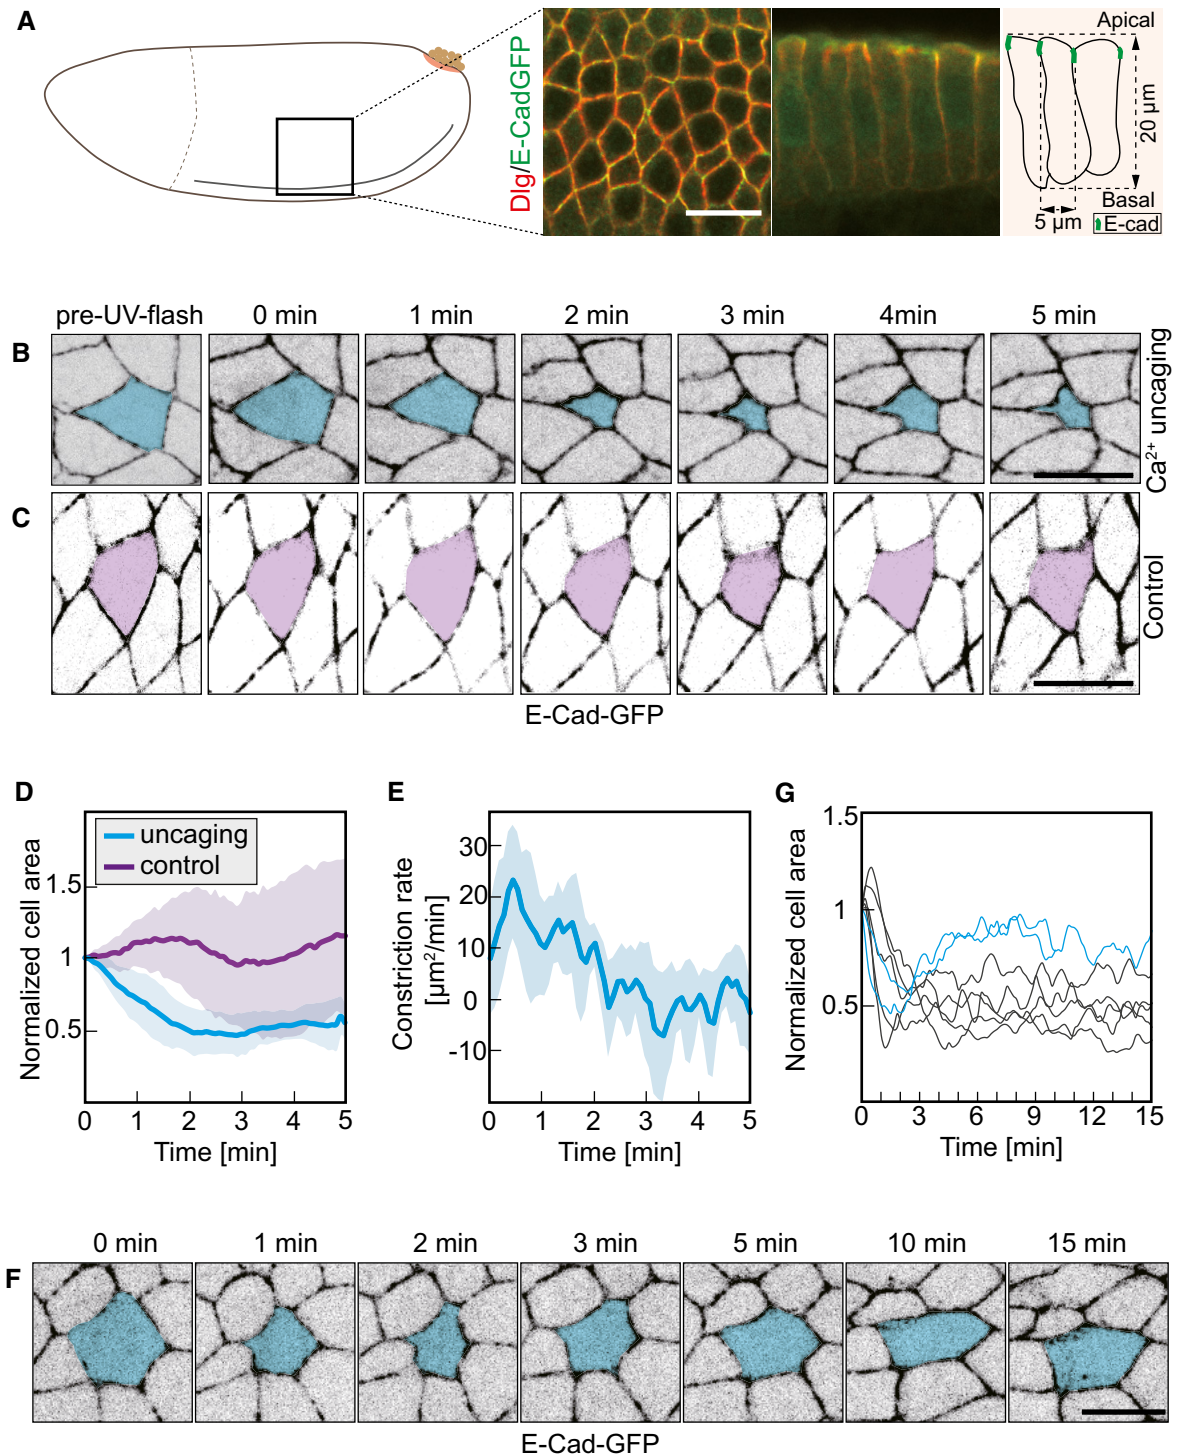 A
Dlg/E-CadGFP
Apical
20 µm
Basal
5 µm
E-cad
pre-UV-flash 0 min 1 min 2 min 3 min 4min 5 min
B
Ca²⁺ uncaging
C
Control
E-Cad-GFP
D
uncaging
control
Normalized cell area
1.5
1
0.5
0 1 2 3 4 5
Time [min]
E
Constriction rate
[µm²/min]
30
20
10
0
-10
0 1 2 3 4 5
Time [min]
G
Normalized cell area
1.5
1
0.5
0 3 6 9 12 15
Time [min]
0 min 1 min 2 min 3 min 5 min 10 min 15 min
F
E-Cad-GFP